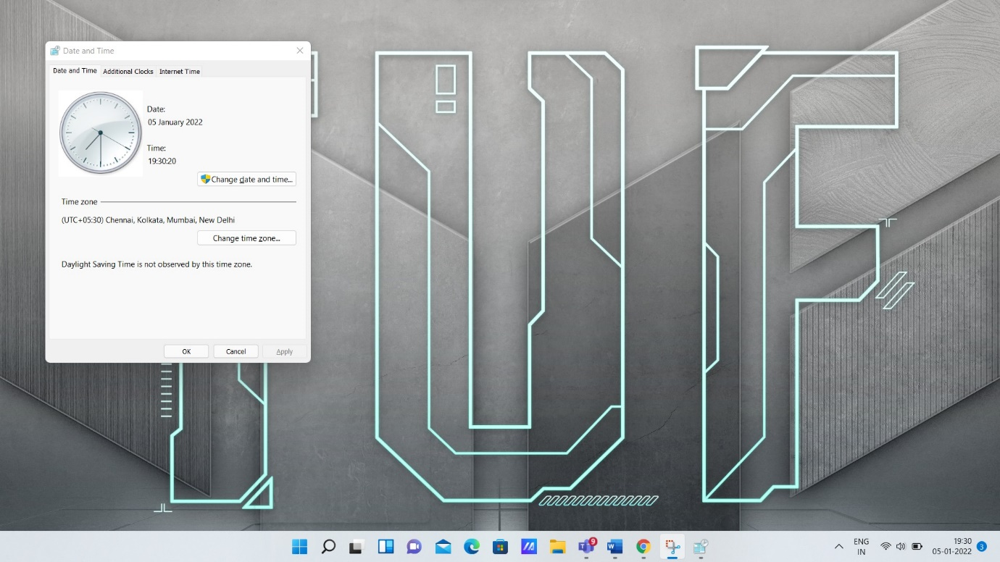 Date and Time
Date and Time Additional Clocks Internet Time
Date:
05 January 2022
Time:
19:30:20
Change date and time...
Time zone
(UTC+05:30) Chennai, Kolkata, Mumbai, New Delhi
Change time zone...
Daylight Saving Time is not observed by this time zone.
OK Cancel Apply
TUF
9
ENG
IN
19:30
05-01-2022
3